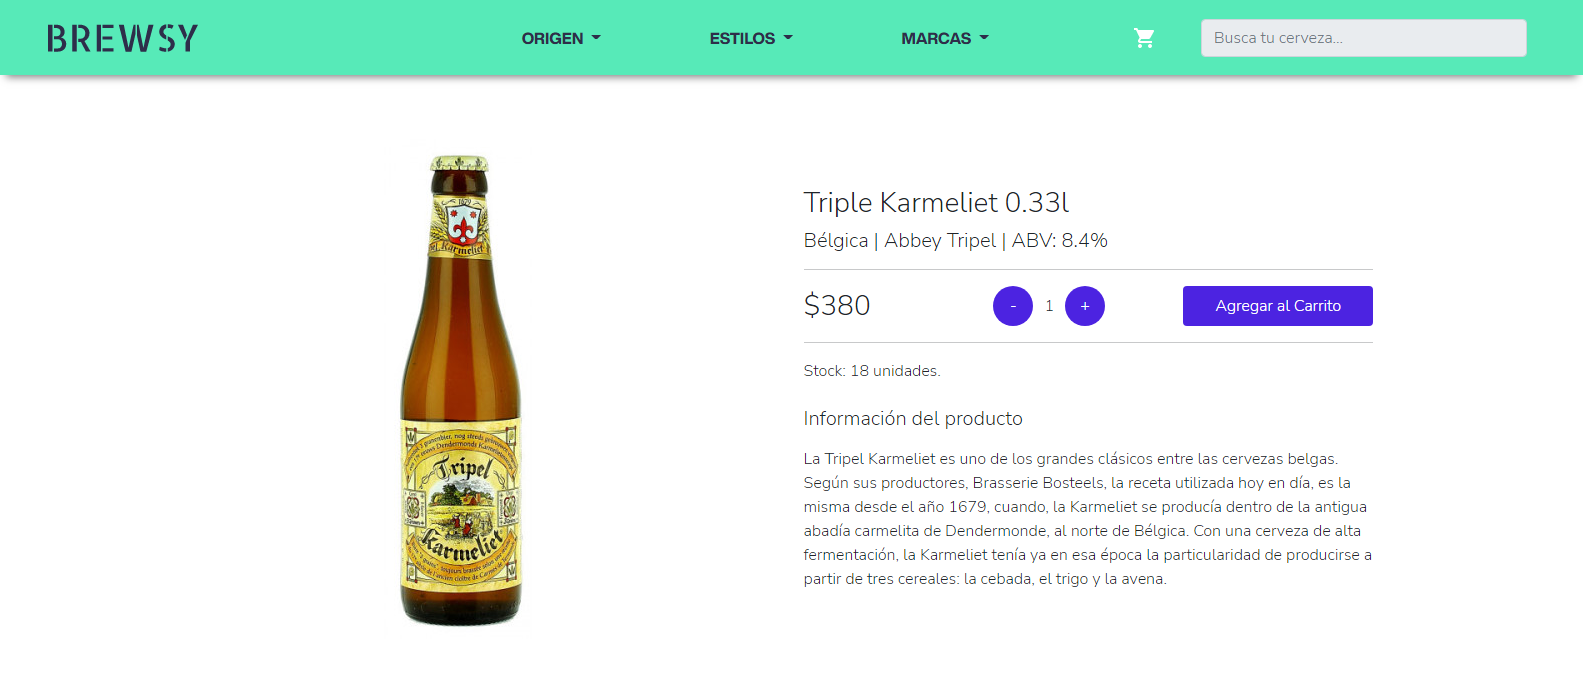 BREWSY
ORIGEN
ESTILOS
MARCAS
Busca tu cerveza...
1679
Karmeliet
Tripel
Karmeliet
Triple Karmeliet 0.33l
Bélgica | Abbey Tripel | ABV: 8.4%
$380
-
1
+
Agregar al Carrito
Stock: 18 unidades.
Información del producto
La Tripel Karmeliet es uno de los grandes clásicos entre las cervezas belgas.
Según sus productores, Brasserie Bosteels, la receta utilizada hoy en día, es la
misma desde el año 1679, cuando, la Karmeliet se producía dentro de la antigua
abadía carmelita de Dendermonde, al norte de Bélgica. Con una cerveza de alta
fermentación, la Karmeliet tenía ya en esa época la particularidad de producirse a
partir de tres cereales: la cebada, el trigo y la avena.